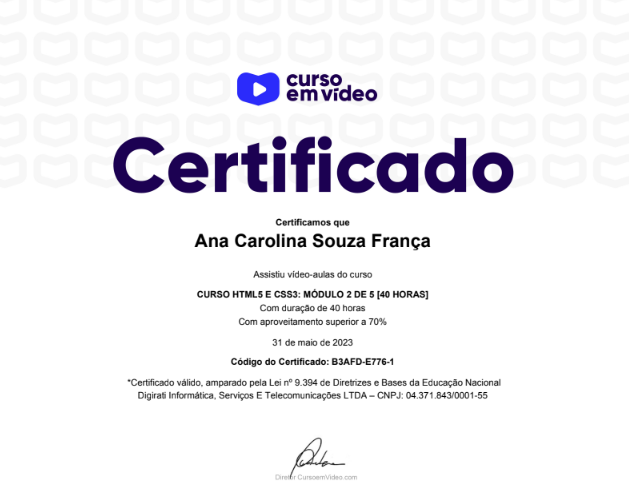 curso
em vídeo
Certificado
Certificamos que
Ana Carolina Souza França
Assistiu vídeo-aulas do curso
CURSO HTML5 E CSS3: MÓDULO 2 DE 5 [40 HORAS]
Com duração de 40 horas
Com aproveitamento superior a 70%
31 de maio de 2023
Código do Certificado: B3AFD-E776-1
*Certificado válido, amparado pela Lei nº 9.394 de Diretrizes e Bases da Educação Nacional
Digirati Informática, Serviços E Telecomunicações LTDA – CNPJ: 04.371.843/0001-55
Diretor CursoemVideo.com